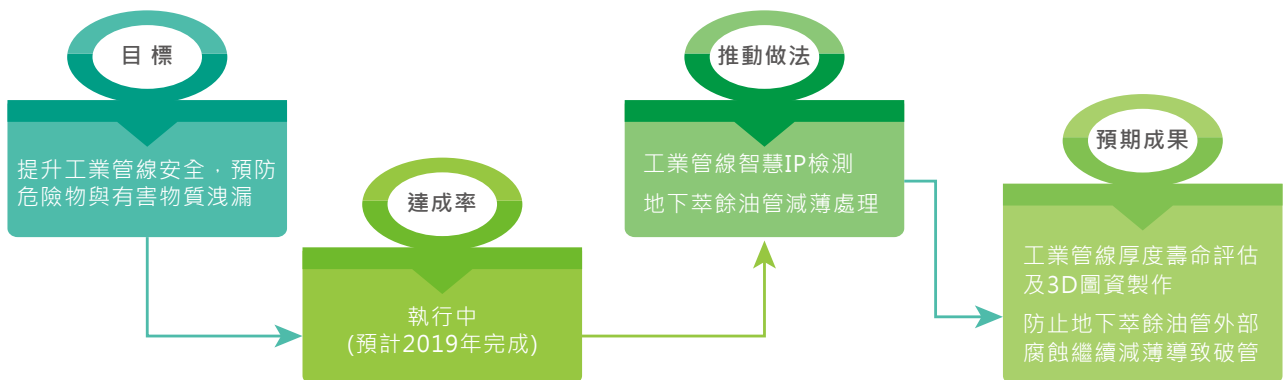 目標
提升工業管線安全，預防
危險物與有害物質洩漏
達成率
執行中
(預計2019年完成)
推動做法
工業管線智慧IP檢測
地下萃餘油管減薄處理
預期成果
工業管線厚度壽命評估
及3D圖資製作
防止地下萃餘油管外部
腐蝕繼續減薄導致破管